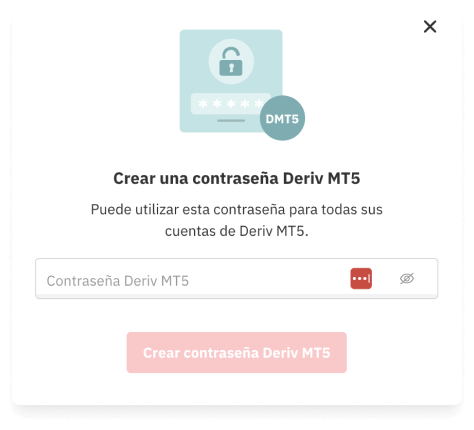 DMT5
Crear una contraseña Deriv MT5
Puede utilizar esta contraseña para todas sus
cuentas de Deriv MT5.
Contraseña Deriv MT5
Crear contraseña Deriv MT5